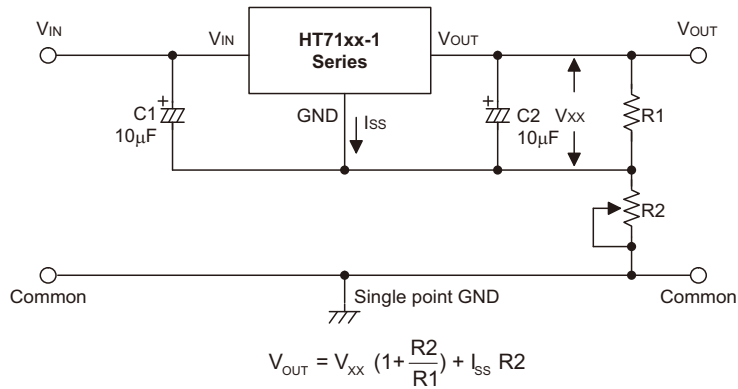 VIN
VIN
HT71xx-1
Series
VOUT
VOUT
C1
10μF
GND
ISS
C2
10μF
VXX
R1
R2
Common
Single point GND
Common
VOUT = VXX (1+R2/R1) + ISS R2